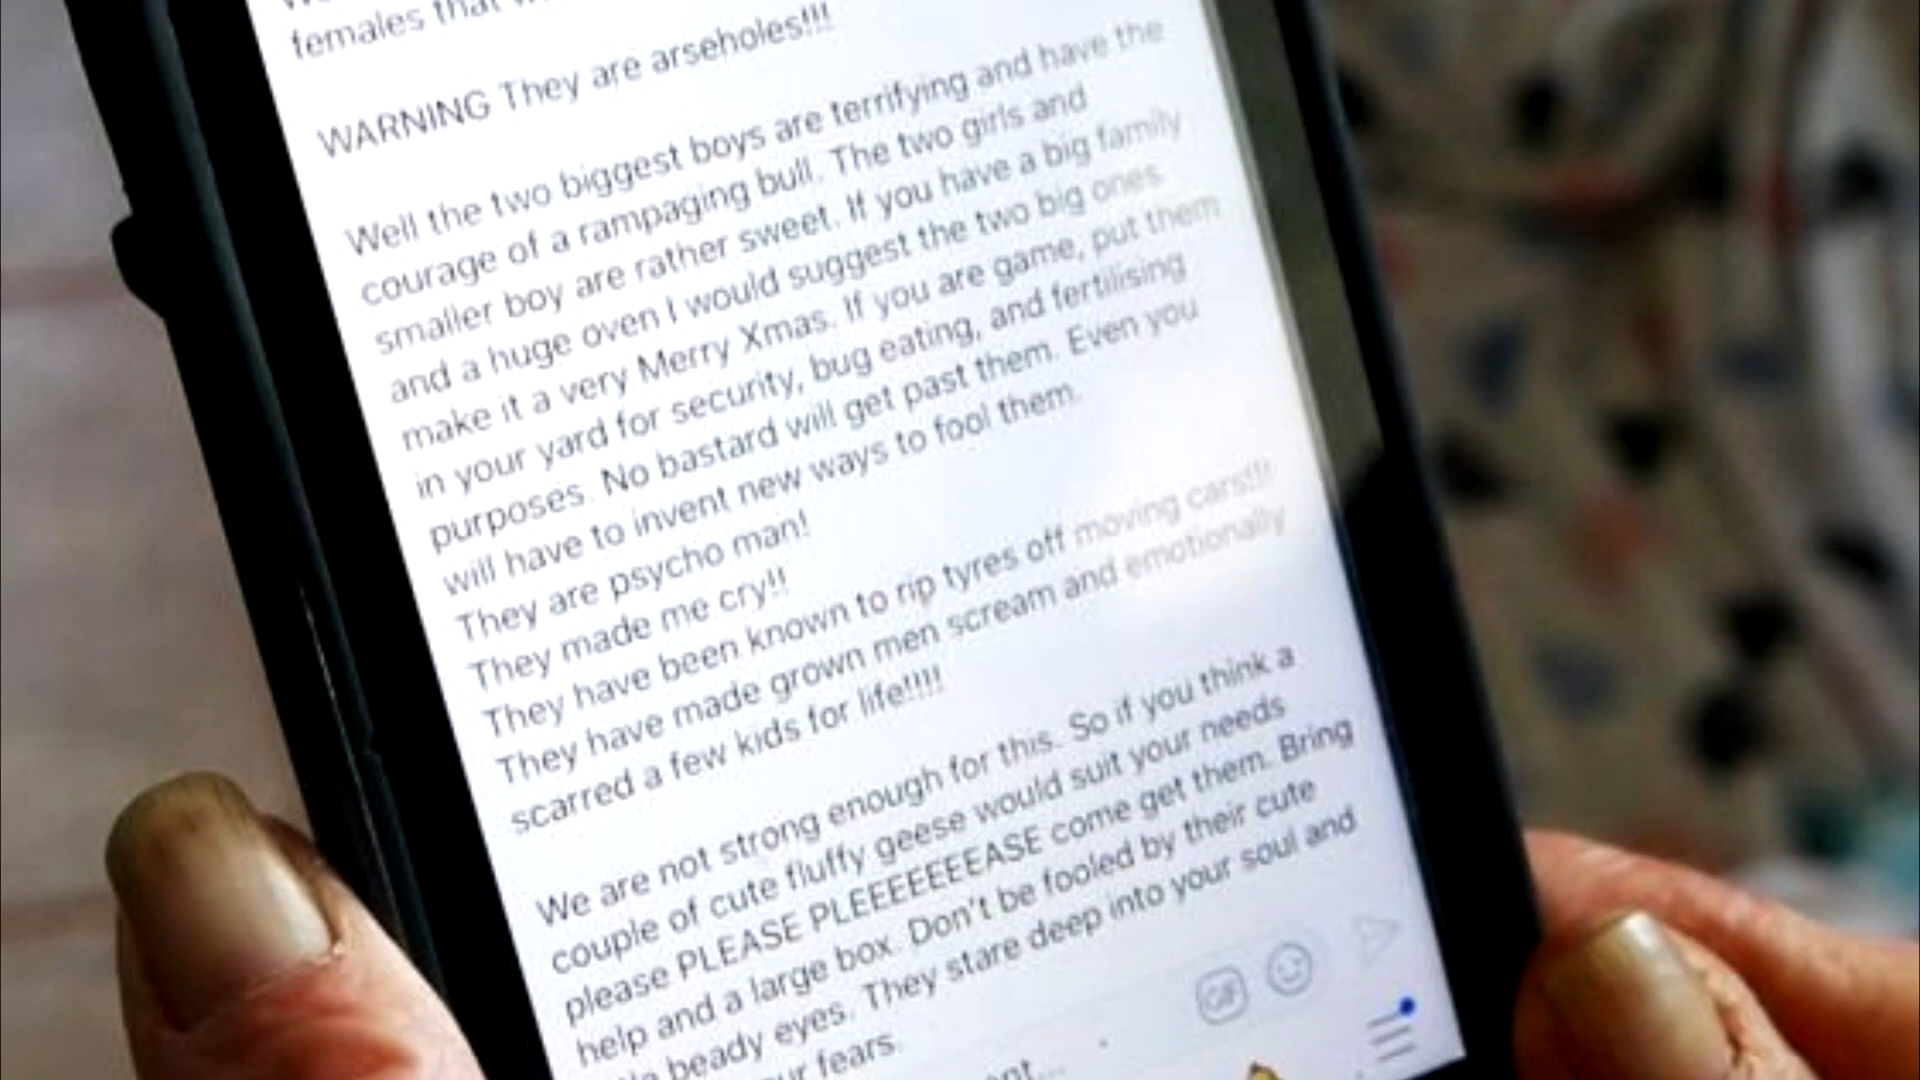 females that
WARNING They are arseholes!!!
Well the two biggest boys are terrifying and have the
courage of a rampaging bull. The two girls and
smaller boy are rather sweet. If you have a big family
and a huge oven I would suggest the two big ones
make it a very Merry Xmas. If you are game, put them
in your yard for security, bug eating, and fertilising
purposes. No bastard will get past them. Even you
will have to invent new ways to fool them.
They are psycho man!
They made me cry!!
They have been known to rip tyres off moving cars!!!
They have made grown men scream and emotionally
scarred a few kids for life!!!!
We are not strong enough for this. So if you think a
couple of cute fluffy geese would suit your needs
please PLEASE PLEEEEEEEASE come get them. Bring
help and a large box. Don't be fooled by their cute
beady eyes. They stare deep into your soul and
fears.
GIF